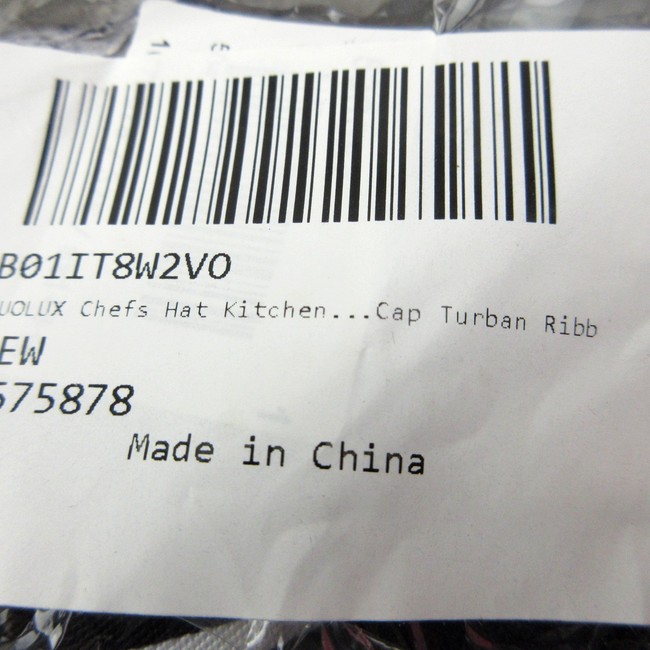 B01IT8W2VO
UOLUX Chefs Hat Kitchen...Cap Turban Ribb
EW
575878
Made in China